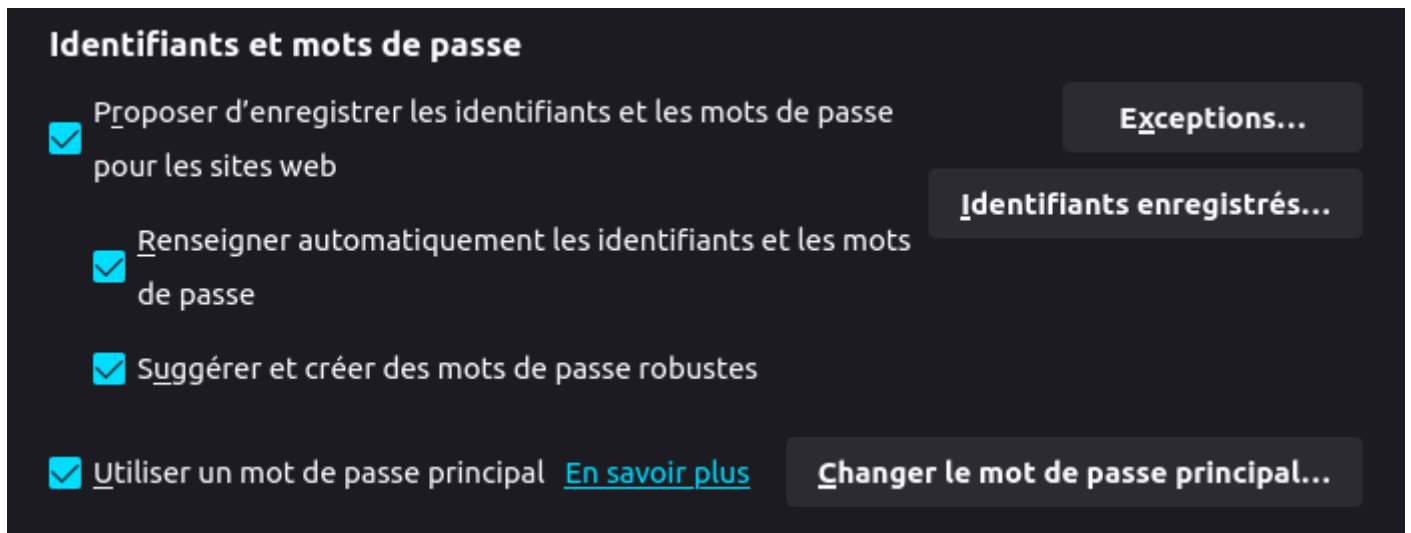 Identifiants et mots de passe
Proposer d’enregistrer les identifiants et les mots de passe
pour les sites web
Exceptions…
Identifiants enregistrés…
Renseigner automatiquement les identifiants et les mots
de passe
Suggérer et créer des mots de passe robustes
Utiliser un mot de passe principal En savoir plus
Changer le mot de passe principal…